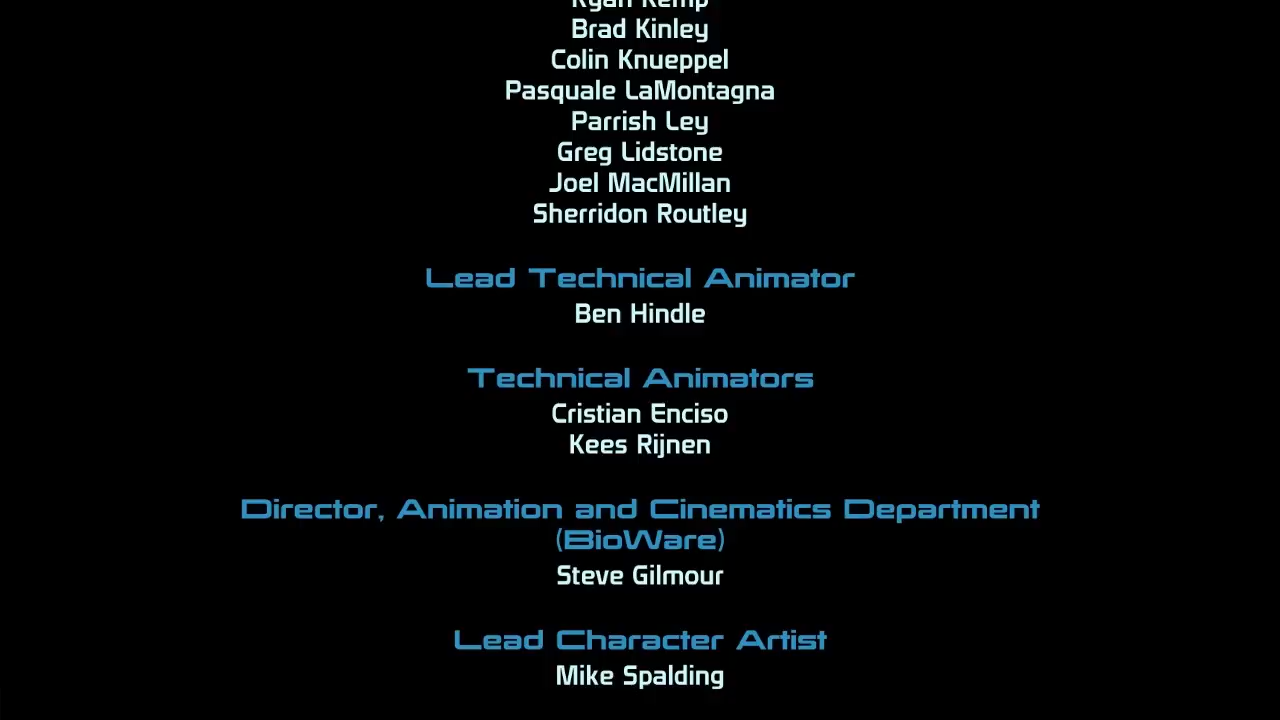 Ryan Kemp
Brad Kinley
Colin Knueppel
Pasquale LaMontagna
Parrish Ley
Greg Lidstone
Joel MacMillan
Sherridon Routley
Lead Technical Animator
Ben Hindle
Technical Animators
Cristian Enciso
Kees Rijnen
Director, Animation and Cinematics Department
(BioWare)
Steve Gilmour
Lead Character Artist
Mike Spalding